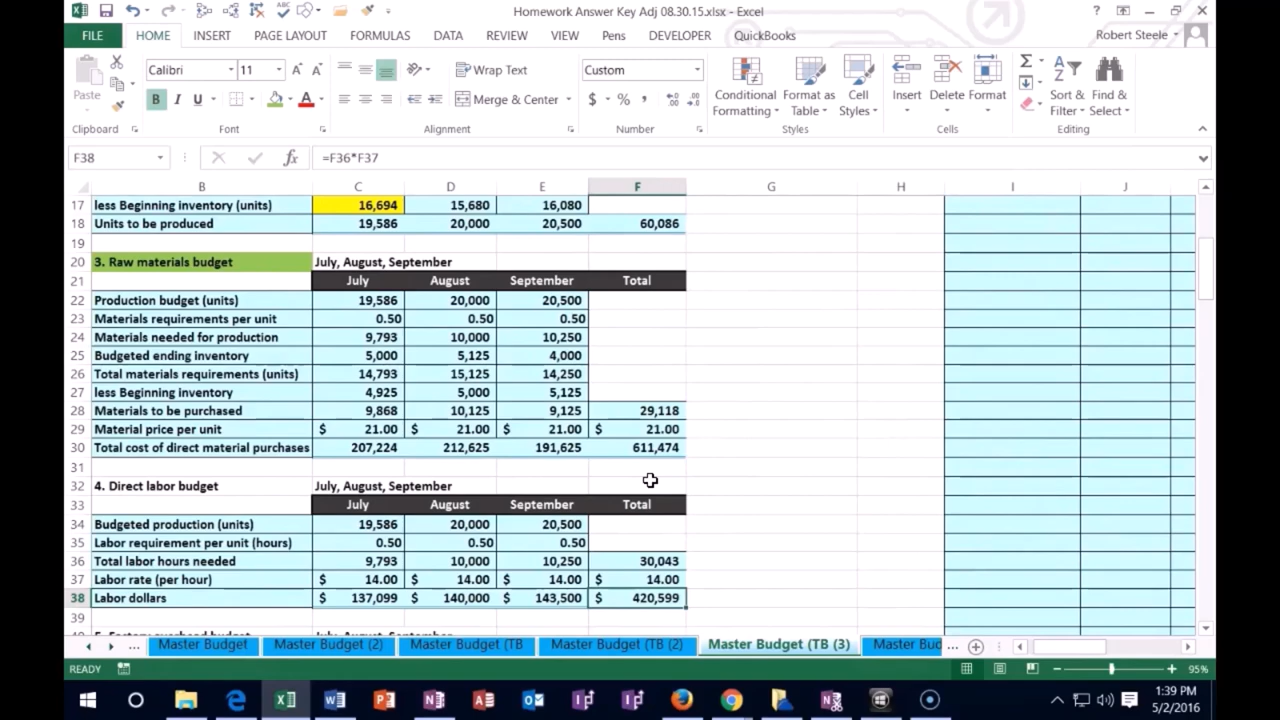 Homework Answer Key Adj 08.30.15.xlsx - Excel
FILE HOME INSERT PAGE LAYOUT FORMULAS DATA REVIEW VIEW Pens DEVELOPER QuickBooks Robert Steele
Paste Calibri 11 Wrap Text Custom
B I U Merge & Center $ % , Conditional Formatting Format as Table Cell Styles Insert Delete Format Sort & Filter Find & Select
Clipboard Font Alignment Number Styles Cells Editing
F38 fx =F36*F37
B C D E F G H I J
17 less Beginning inventory (units) 16,694 15,680 16,080
18 Units to be produced 19,586 20,000 20,500 60,086
19
20 3. Raw materials budget July, August, September
21 July August September Total
22 Production budget (units) 19,586 20,000 20,500
23 Materials requirements per unit 0.50 0.50 0.50
24 Materials needed for production 9,793 10,000 10,250
25 Budgeted ending inventory 5,000 5,125 4,000
26 Total materials requirements (units) 14,793 15,125 14,250
27 less Beginning inventory 4,925 5,000 5,125
28 Materials to be purchased 9,868 10,125 9,125 29,118
29 Material price per unit $ 21.00 $ 21.00 $ 21.00 $ 21.00
30 Total cost of direct material purchases 207,224 212,625 191,625 611,474
31
32 4. Direct labor budget July, August, September
33 July August September Total
34 Budgeted production (units) 19,586 20,000 20,500
35 Labor requirement per unit (hours) 0.50 0.50 0.50
36 Total labor hours needed 9,793 10,000 10,250 30,043
37 Labor rate (per hour) $ 14.00 $ 14.00 $ 14.00 $ 14.00
38 Labor dollars $ 137,099 $ 140,000 $ 143,500 $ 420,599
39
Master Budget Master Budget (2) Master Budget (TB Master Budget (TB (2) Master Budget (TB (3) Master Bud
READY 95%
1:39 PM
5/2/2016